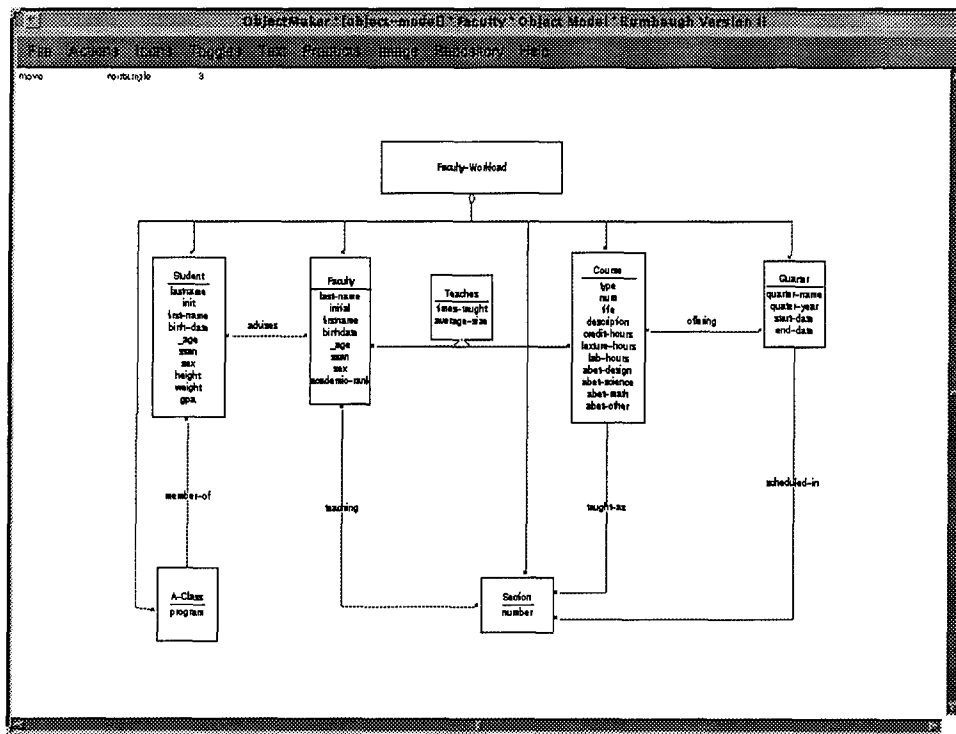 ObjectMaker * [object-model] * Faculty * Object Model * Rumbaugh Version II
File Actions Icons Toggles Text Products Image Repository Help
move rectangle 3
Faculty-Workload
Student
lastname
init
first-name
birth-date
_age
ssan
sex
height
weight
gpa
advises
Faculty
last-name
initial
firstname
birthdate
_age
ssan
sex
academic-rank
Teaches
times-taught
average-size
Course
type
num
title
description
credit-hours
lexture-hours
lab-hours
abet-design
abet-science
abet-math
abet-other
offering
Quarter
quarter-name
quater-year
start-date
end-date
member-of
teaching
taught-as
scheduled-in
A-Class
program
Section
number